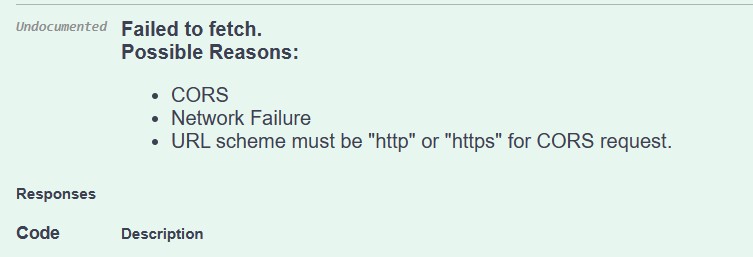 Undocumented Failed to fetch.
Possible Reasons:
• CORS
• Network Failure
• URL scheme must be "http" or "https" for CORS request.
Responses
Code Description